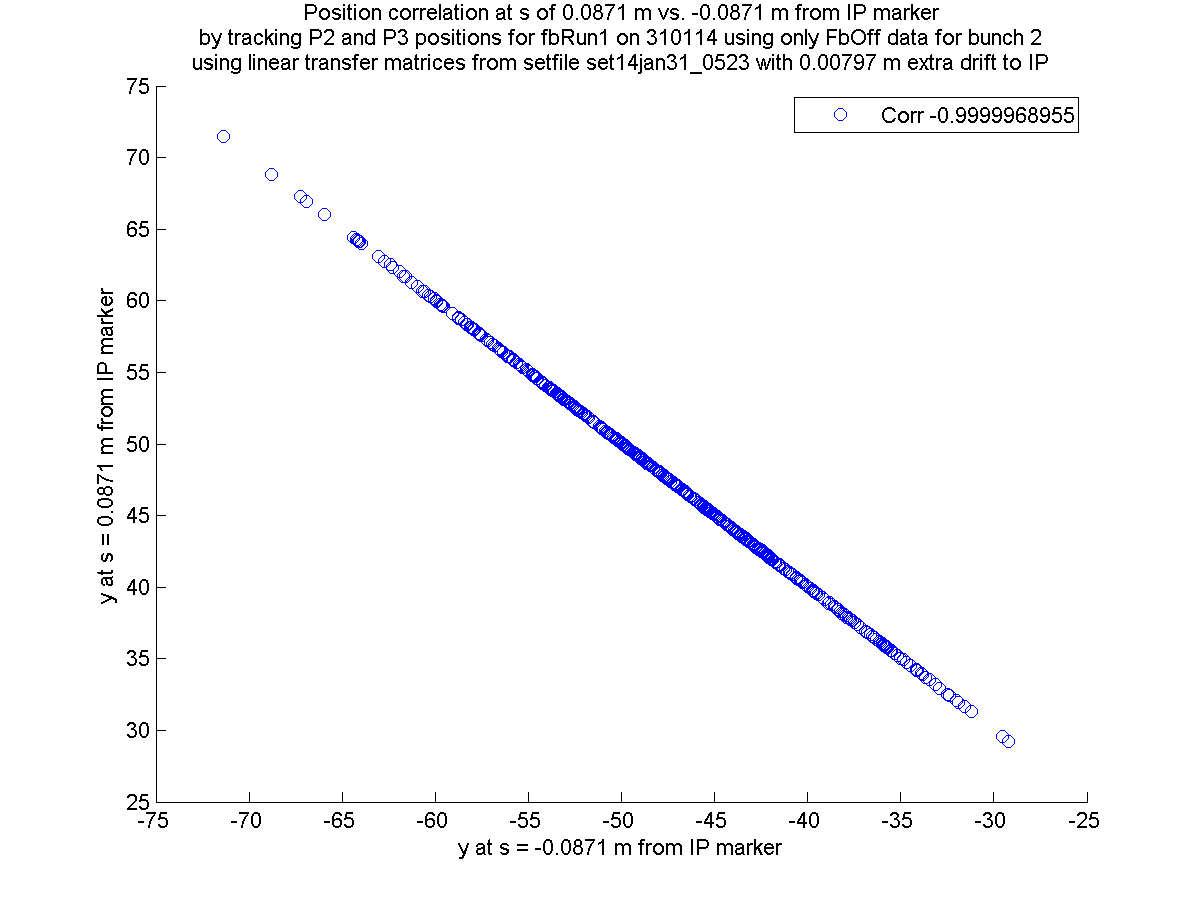 Position correlation at s of 0.0871 m vs. -0.0871 m from IP marker
by tracking P2 and P3 positions for fbRun1 on 310114 using only FbOff data for bunch 2
using linear transfer matrices from setfile set14jan31_0523 with 0.00797 m extra drift to IP
Corr -0.9999968955
75
70
65
60
55
50
45
40
35
30
25
y at s = 0.0871 m from IP marker
-75 -70 -65 -60 -55 -50 -45 -40 -35 -30 -25
y at s = -0.0871 m from IP marker